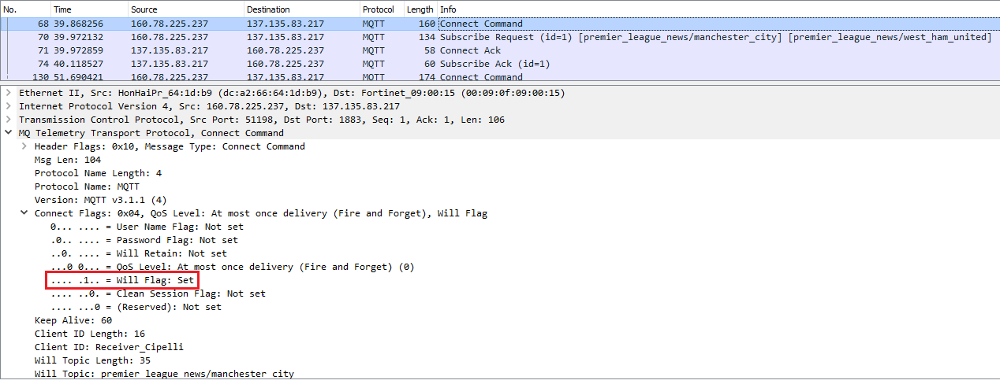 No. Time Source Destination Protocol Length Info
68 39.868256 160.78.225.237 137.135.83.217 MQTT 160 Connect Command
70 39.972132 160.78.225.237 137.135.83.217 MQTT 134 Subscribe Request (id=1) [premier_league_news/manchester_city] [premier_league_news/west_ham_united]
71 39.972859 137.135.83.217 160.78.225.237 MQTT 58 Connect Ack
74 40.118527 137.135.83.217 160.78.225.237 MQTT 60 Subscribe Ack (id=1)
130 51.690421 160.78.225.237 137.135.83.217 MQTT 174 Connect Command
Ethernet II, Src: HonHaiPr_64:1d:b9 (dc:a2:66:64:1d:b9), Dst: Fortinet_09:00:15 (00:09:0f:09:00:15)
Internet Protocol Version 4, Src: 160.78.225.237, Dst: 137.135.83.217
Transmission Control Protocol, Src Port: 51198, Dst Port: 1883, Seq: 1, Ack: 1, Len: 106
MQ Telemetry Transport Protocol, Connect Command
Header Flags: 0x10, Message Type: Connect Command
Msg Len: 104
Protocol Name Length: 4
Protocol Name: MQTT
Version: MQTT v3.1.1 (4)
Connect Flags: 0x04, QoS Level: At most once delivery (Fire and Forget), Will Flag
0... .... = User Name Flag: Not set
.0.. .... = Password Flag: Not set
..0. .... = Will Retain: Not set
...0 0... = QoS Level: At most once delivery (Fire and Forget) (0)
.... .1.. = Will Flag: Set
.... ..0. = Clean Session Flag: Not set
.... ...0 = (Reserved): Not set
Keep Alive: 60
Client ID Length: 16
Client ID: Receiver_Cipelli
Will Topic Length: 35
Will Topic: premier_league_news/manchester_city